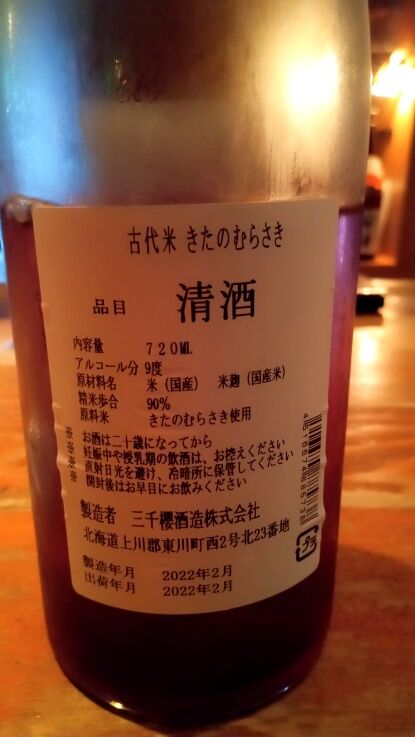 古代米 きたのむらさき
品目 清酒
内容量 720ML
アルコール分 9度
原材料名 米（国産） 米麹（国産米）
精米歩合 90%
原料米 きたのむらさき使用
※ お酒は二十歳になってから
※ 妊娠中や授乳期の飲酒は、お控えください
※ 直射日光を避け、冷暗所に保管してください
※ 開封後はお早目にお飲みください
製造者 三千櫻酒造株式会社
北海道上川郡東川町西2号北23番地
製造年月 2022年2月
出荷年月 2022年2月
プラ